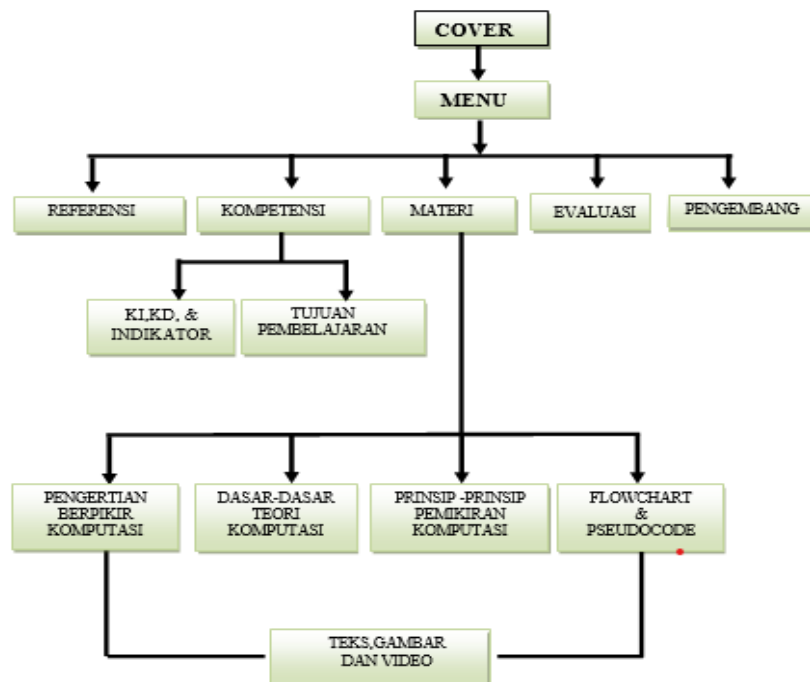 COVER
MENU
REFERENSI
KOMPETENSI
MATERI
EVALUASI
PENGEMBANG
KI,KD, &
INDIKATOR
TUJUAN
PEMBELAJARAN
PENGERTIAN
BERPIKIR
KOMPUTASI
DASAR-DASAR
TEORI
KOMPUTASI
PRINSIP -PRINSIP
PEMIKIRAN
KOMPUTASI
FLOWCHART
&
PSEUDOCODE
TEKS,GAMBAR
DAN VIDEO